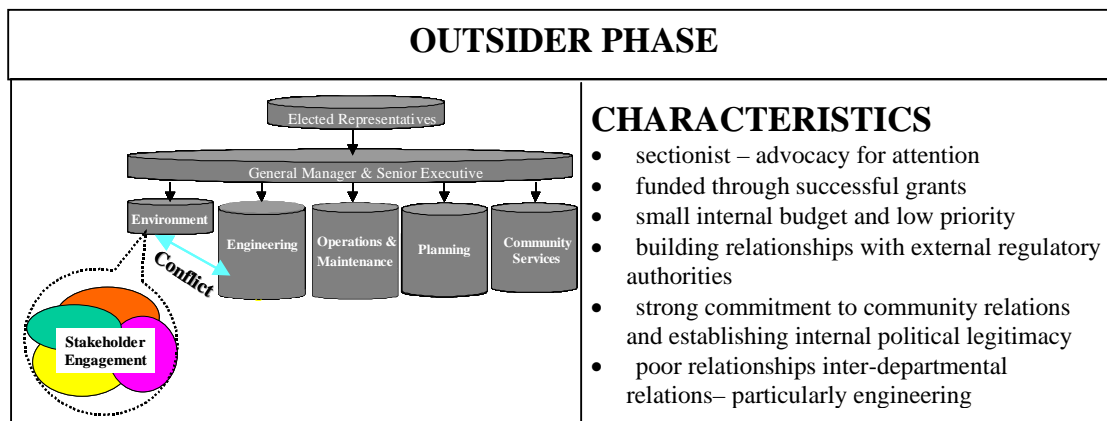 OUTSIDER PHASE
Elected Representatives
General Manager & Senior Executive
Environment
Engineering
Operations &
Maintenance
Planning
Community
Services
Conflict
Stakeholder
Engagement
CHARACTERISTICS
• sectionist – advocacy for attention
• funded through successful grants
• small internal budget and low priority
• building relationships with external regulatory
authorities
• strong commitment to community relations
and establishing internal political legitimacy
• poor relationships inter-departmental
relations– particularly engineering